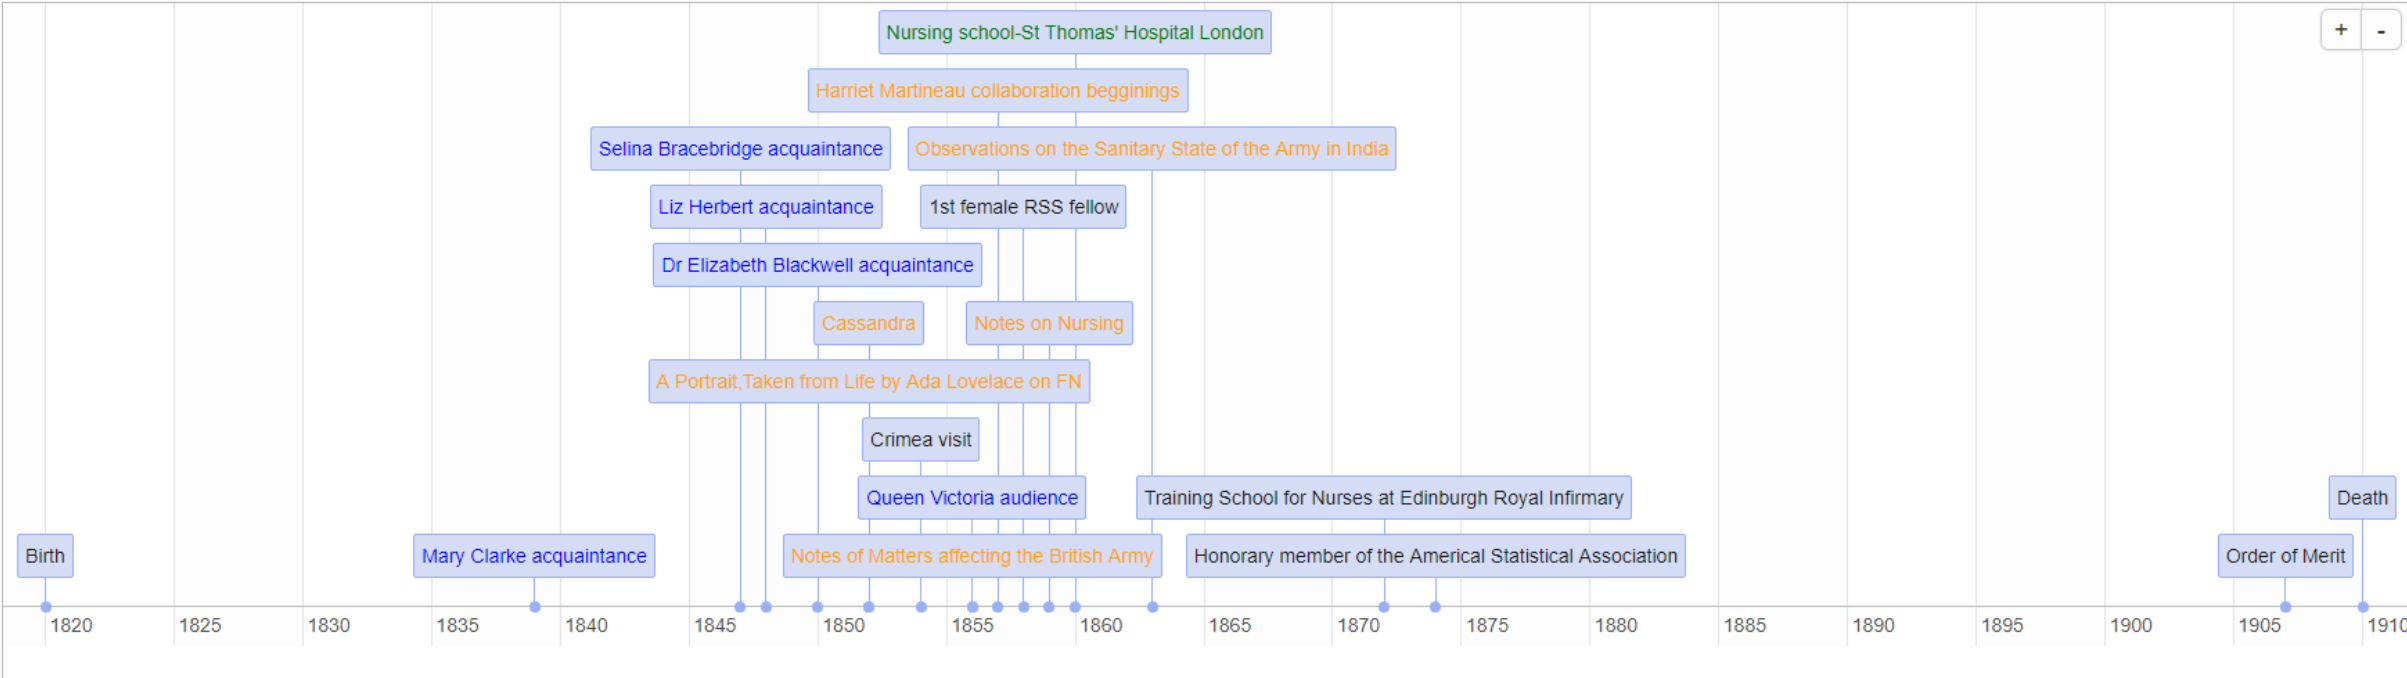 Nursing school-St Thomas' Hospital London
+ -
Harriet Martineau collaboration begginings
Selina Bracebridge acquaintance
Observations on the Sanitary State of the Army in India
Liz Herbert acquaintance
1st female RSS fellow
Dr Elizabeth Blackwell acquaintance
Cassandra
Notes on Nursing
A Portrait,Taken from Life by Ada Lovelace on FN
Crimea visit
Queen Victoria audience
Training School for Nurses at Edinburgh Royal Infirmary
Death
Birth
Mary Clarke acquaintance
Notes of Matters affecting the British Army
Honorary member of the Americal Statistical Association
Order of Merit
1820 1825 1830 1835 1840 1845 1850 1855 1860 1865 1870 1875 1880 1885 1890 1895 1900 1905 1910